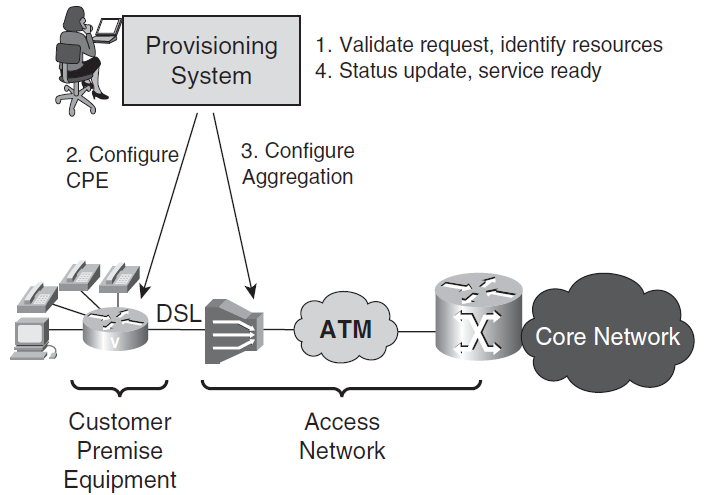 Provisioning
System
1. Validate request, identify resources
4. Status update, service ready
2. Configure
CPE
3. Configure
Aggregation
DSL
V
ATM
Core Network
Customer
Premise
Equipment
Access
Network